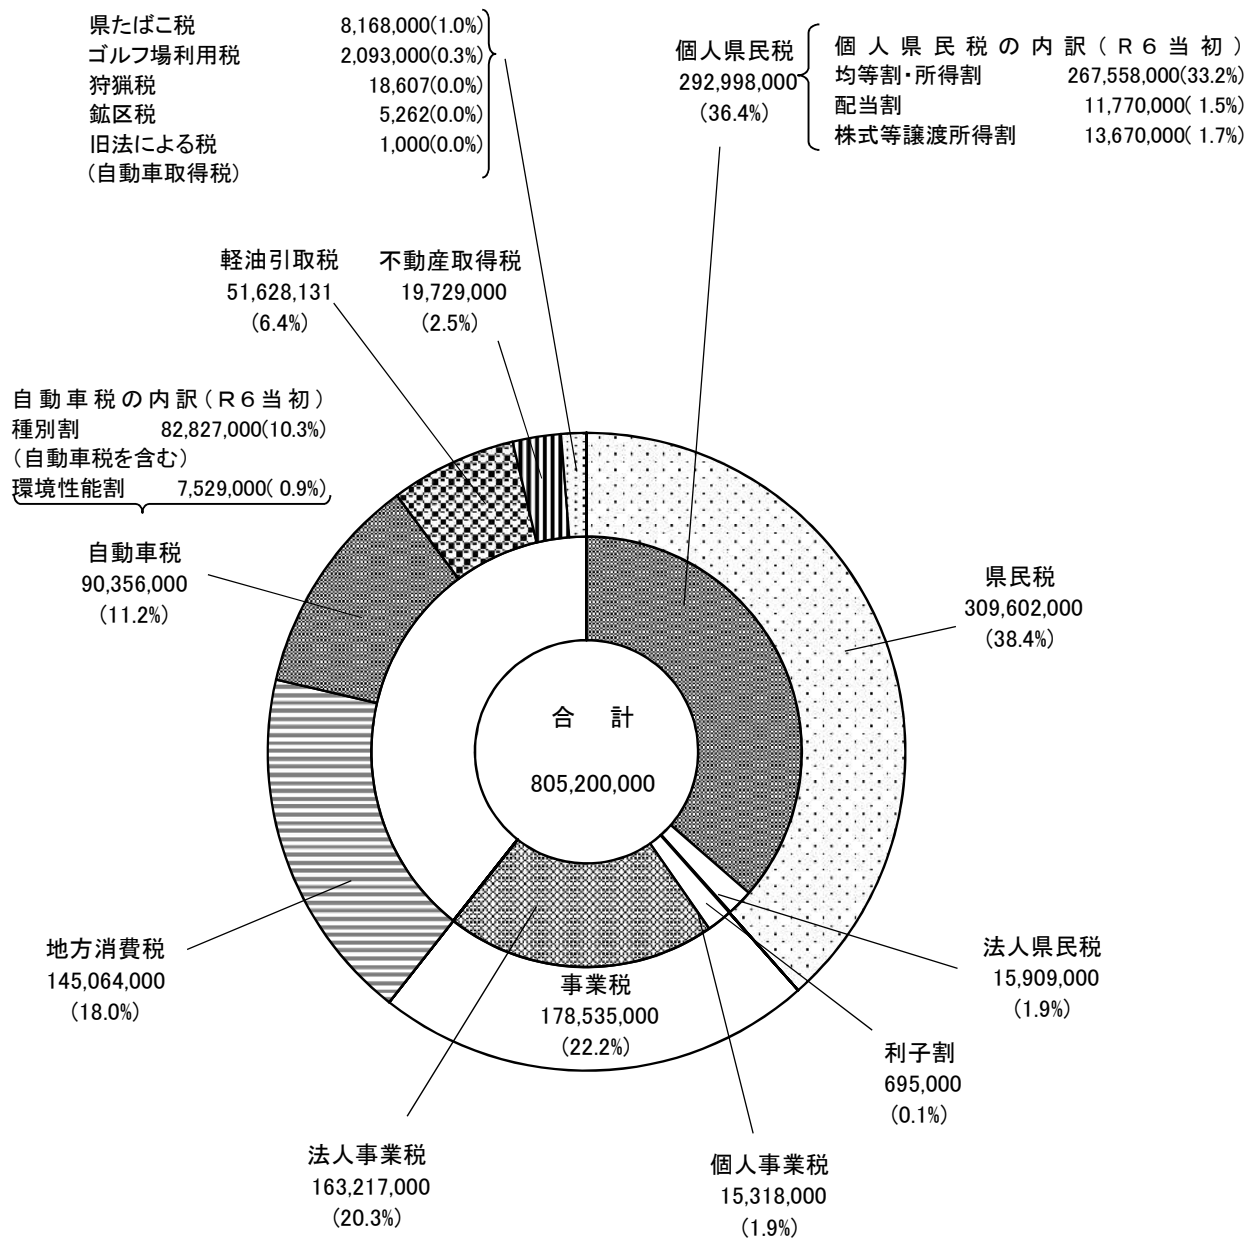 県たばこ税 8,168,000(1.0%)
ゴルフ場利用税 2,093,000(0.3%)
狩猟税 18,607(0.0%)
鉱区税 5,262(0.0%)
旧法による税 1,000(0.0%)
(自動車取得税)
個人県民税
292,998,000
(36.4%)
個人県民税の内訳(R6当初)
均等割・所得割 267,558,000(33.2%)
配当割 11,770,000( 1.5%)
株式等譲渡所得割 13,670,000( 1.7%)
軽油引取税
51,628,131
(6.4%)
不動産取得税
19,729,000
(2.5%)
自動車税の内訳(R6当初)
種別割 82,827,000(10.3%)
(自動車税を含む)
環境性能割 7,529,000( 0.9%)
自動車税
90,356,000
(11.2%)
県民税
309,602,000
(38.4%)
合 計
805,200,000
地方消費税
145,064,000
(18.0%)
事業税
178,535,000
(22.2%)
法人県民税
15,909,000
(1.9%)
利子割
695,000
(0.1%)
法人事業税
163,217,000
(20.3%)
個人事業税
15,318,000
(1.9%)